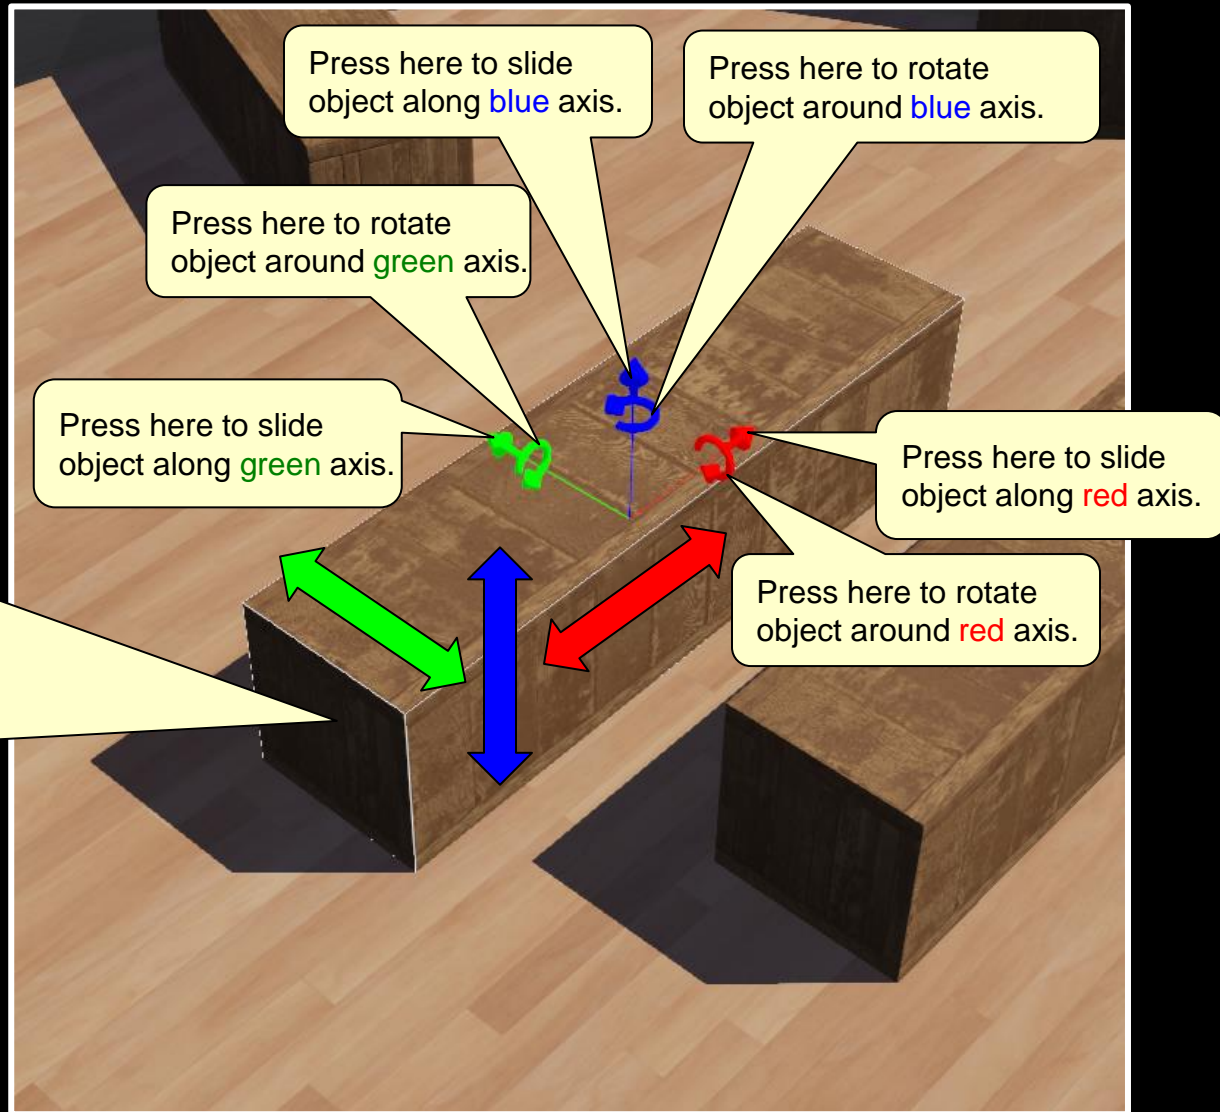 Press here to slide
object along blue axis.
Press here to rotate
object around blue axis.
Press here to rotate
object around green axis.
Press here to slide
object along green axis.
Press here to slide
object along red axis.
Press here to rotate
object around red axis.